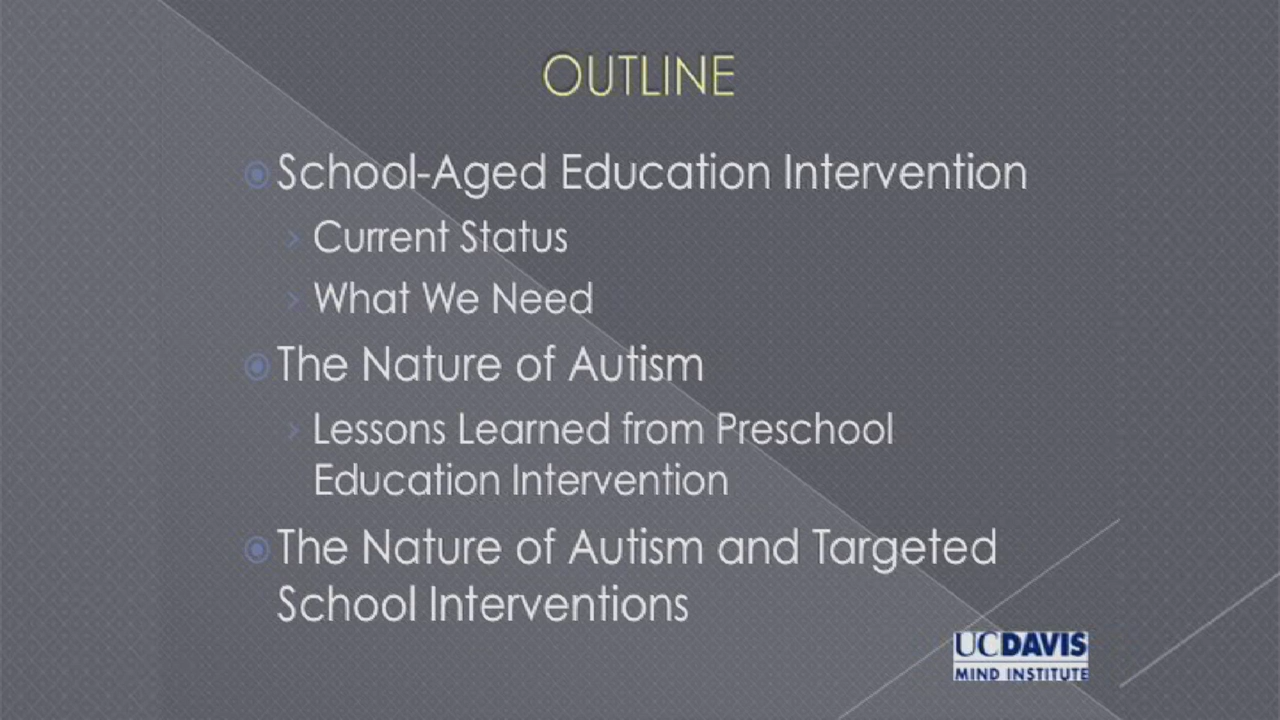 OUTLINE
School-Aged Education Intervention
Current Status
What We Need
The Nature of Autism
Lessons Learned from Preschool
Education Intervention
The Nature of Autism and Targeted
School Interventions
UCDAVIS
MIND INSTITUTE